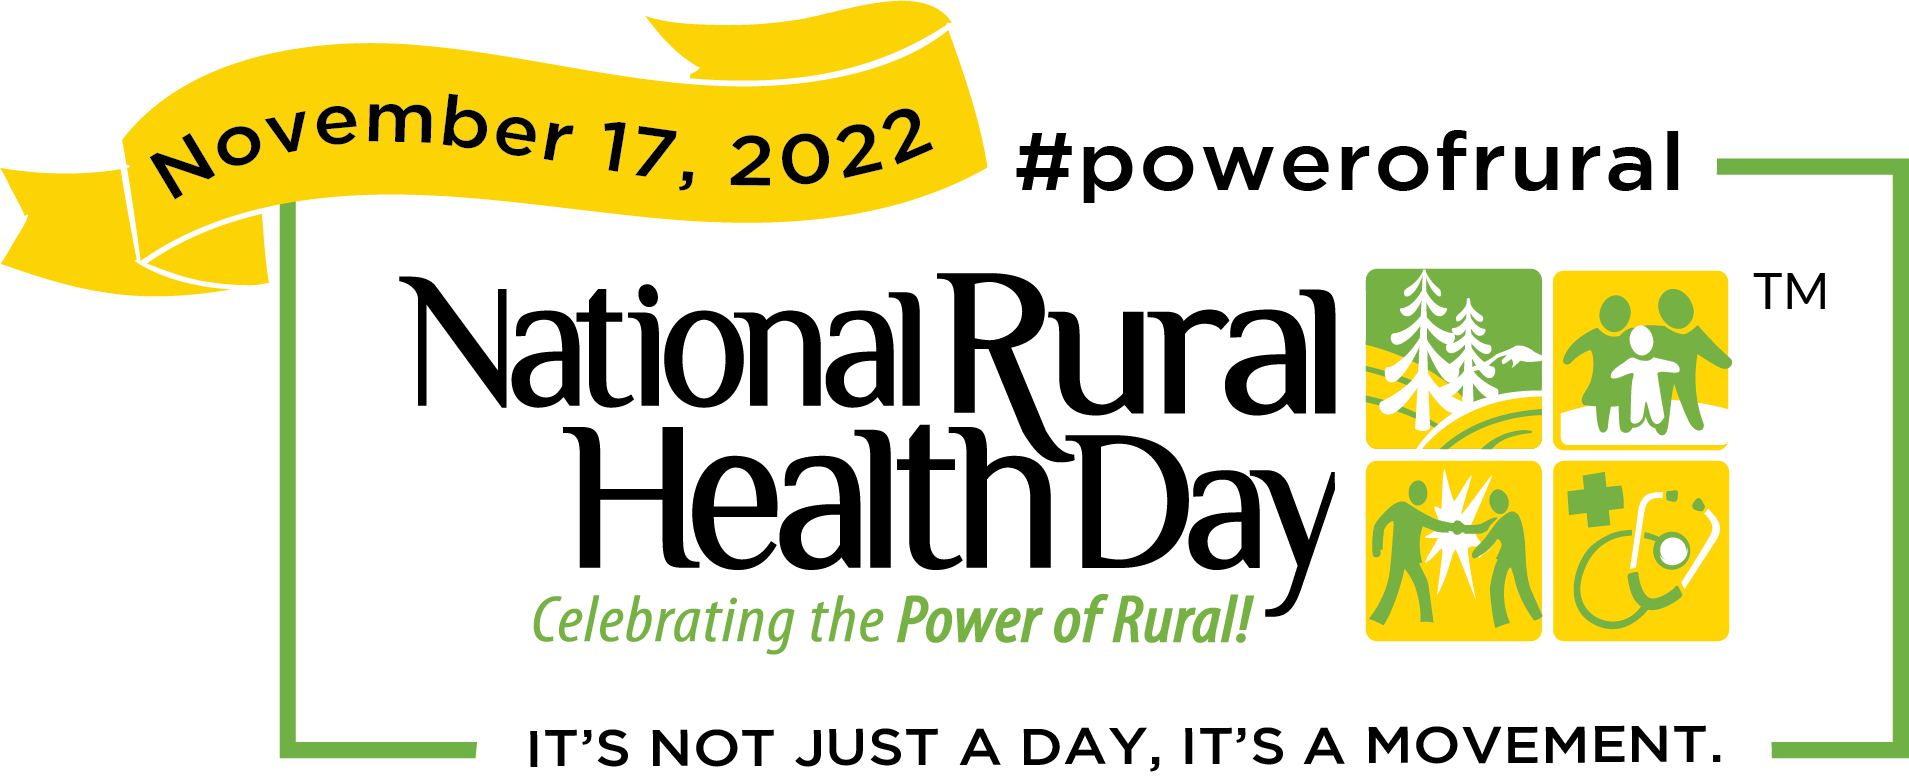 November 17, 2022
#powerofrural
National Rural
Health Day
TM
Celebrating the Power of Rural!
IT’S NOT JUST A DAY, IT’S A MOVEMENT.